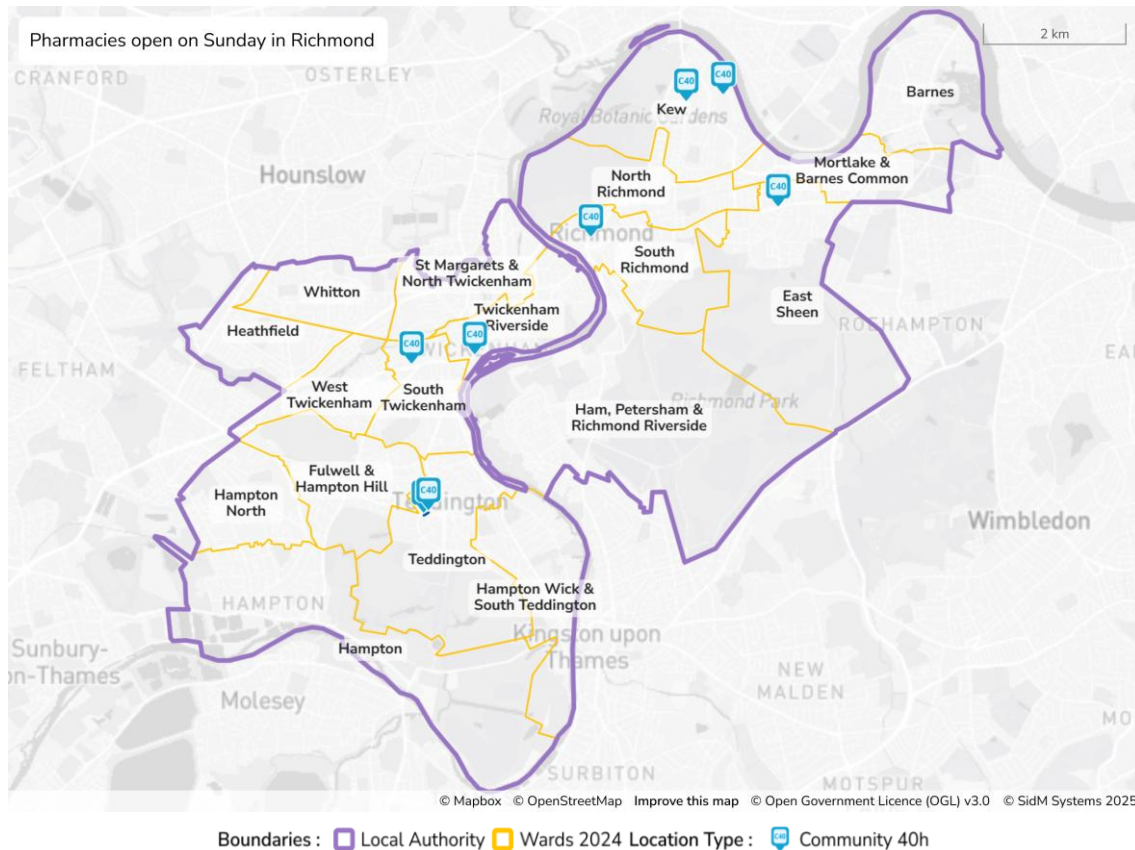 Pharmacies open on Sunday in Richmond
2 km
CRANFORD
OSTERLEY
C40
C40
Kew
Royal Botanic Gardens
Barnes
Hounslow
North
Richmond
Mortlake &
Barnes Common
C40
C40
Richmond
South
Richmond
St Margarets &
North Twickenham
Whitton
Twickenham
Riverside
East
Sheen
Heathfield
ROEHAMPTON
C40
C40
FELTHAM
West
Twickenham
South
Twickenham
Richmond Park
Ham, Petersham &
Richmond Riverside
Fulwell &
Hampton Hill
C40
Teddington
Hampton
North
Wimbledon
Teddington
Hampton Wick &
South Teddington
HAMPTON
Kingston upon
Thames
Hampton
Sunbury-
on-Thames
NEW
MALDEN
Molesey
SURBITON
MOTSPUR
© Mapbox © OpenStreetMap Improve this map © Open Government Licence (OGL) v3.0 © SidM Systems 2025
Boundaries : Local Authority Wards 2024 Location Type : C40 Community 40h